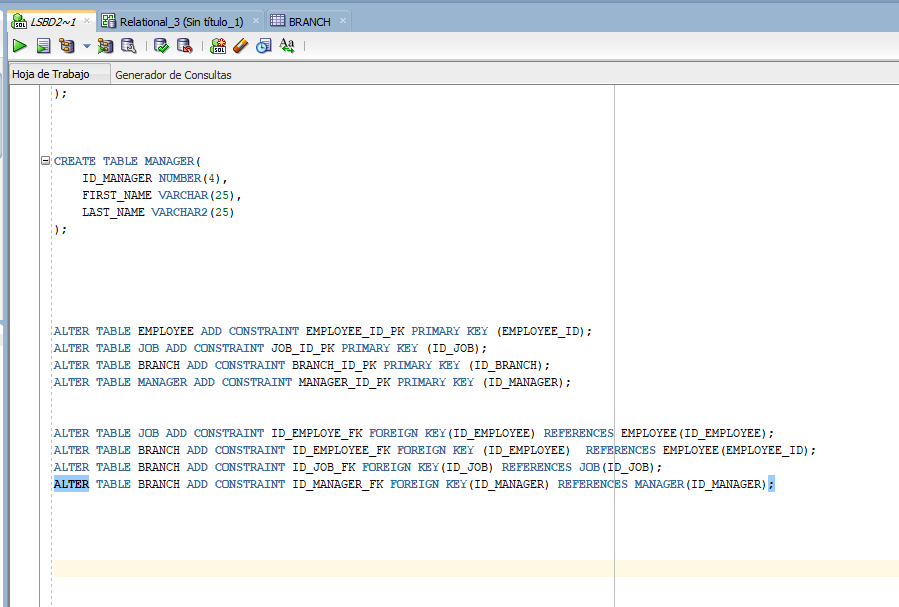 LSBD2~1 Relational_3 (Sin título_1) BRANCH
Hoja de Trabajo Generador de Consultas
);
CREATE TABLE MANAGER(
ID_MANAGER NUMBER(4),
FIRST_NAME VARCHAR(25),
LAST_NAME VARCHAR2(25)
);
ALTER TABLE EMPLOYEE ADD CONSTRAINT EMPLOYEE_ID_PK PRIMARY KEY (EMPLOYEE_ID);
ALTER TABLE JOB ADD CONSTRAINT JOB_ID_PK PRIMARY KEY (ID_JOB);
ALTER TABLE BRANCH ADD CONSTRAINT BRANCH_ID_PK PRIMARY KEY (ID_BRANCH);
ALTER TABLE MANAGER ADD CONSTRAINT MANAGER_ID_PK PRIMARY KEY (ID_MANAGER);
ALTER TABLE JOB ADD CONSTRAINT ID_EMPLOYE_FK FOREIGN KEY(ID_EMPLOYEE) REFERENCES EMPLOYEE(ID_EMPLOYEE);
ALTER TABLE BRANCH ADD CONSTRAINT ID_EMPLOYEE_FK FOREIGN KEY (ID_EMPLOYEE)  REFERENCES EMPLOYEE(EMPLOYEE_ID);
ALTER TABLE BRANCH ADD CONSTRAINT ID_JOB_FK FOREIGN KEY(ID_JOB) REFERENCES JOB(ID_JOB);
ALTER TABLE BRANCH ADD CONSTRAINT ID_MANAGER_FK FOREIGN KEY(ID_MANAGER) REFERENCES MANAGER(ID_MANAGER);